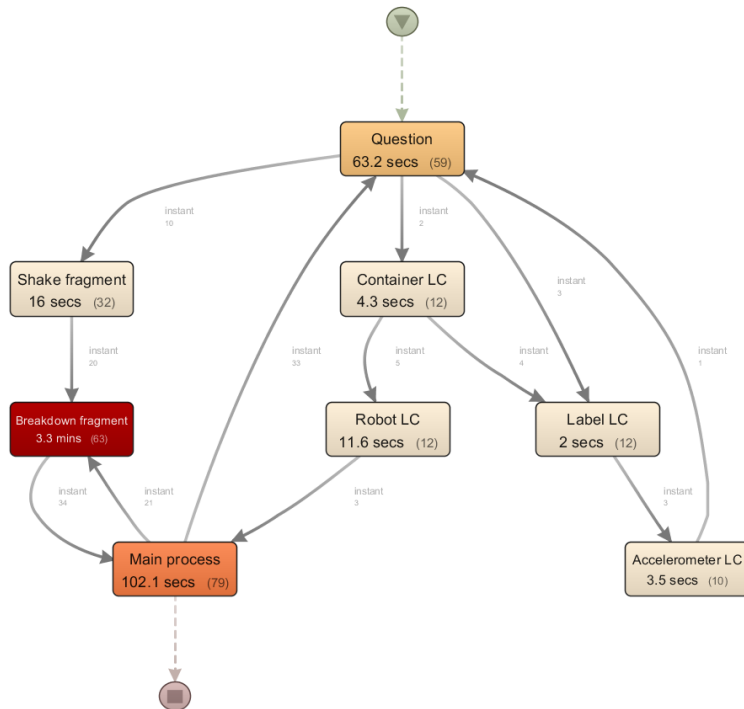 Question
63.2 secs (59)
instant
10
instant
2
instant
3
Shake fragment
16 secs (32)
Container LC
4.3 secs (12)
instant
20
instant
33
instant
5
instant
4
instant
1
Breakdown fragment
3.3 mins (63)
Robot LC
11.6 secs (12)
Label LC
2 secs (12)
instant
34
instant
21
instant
3
instant
3
Main process
102.1 secs (79)
Accelerometer LC
3.5 secs (10)